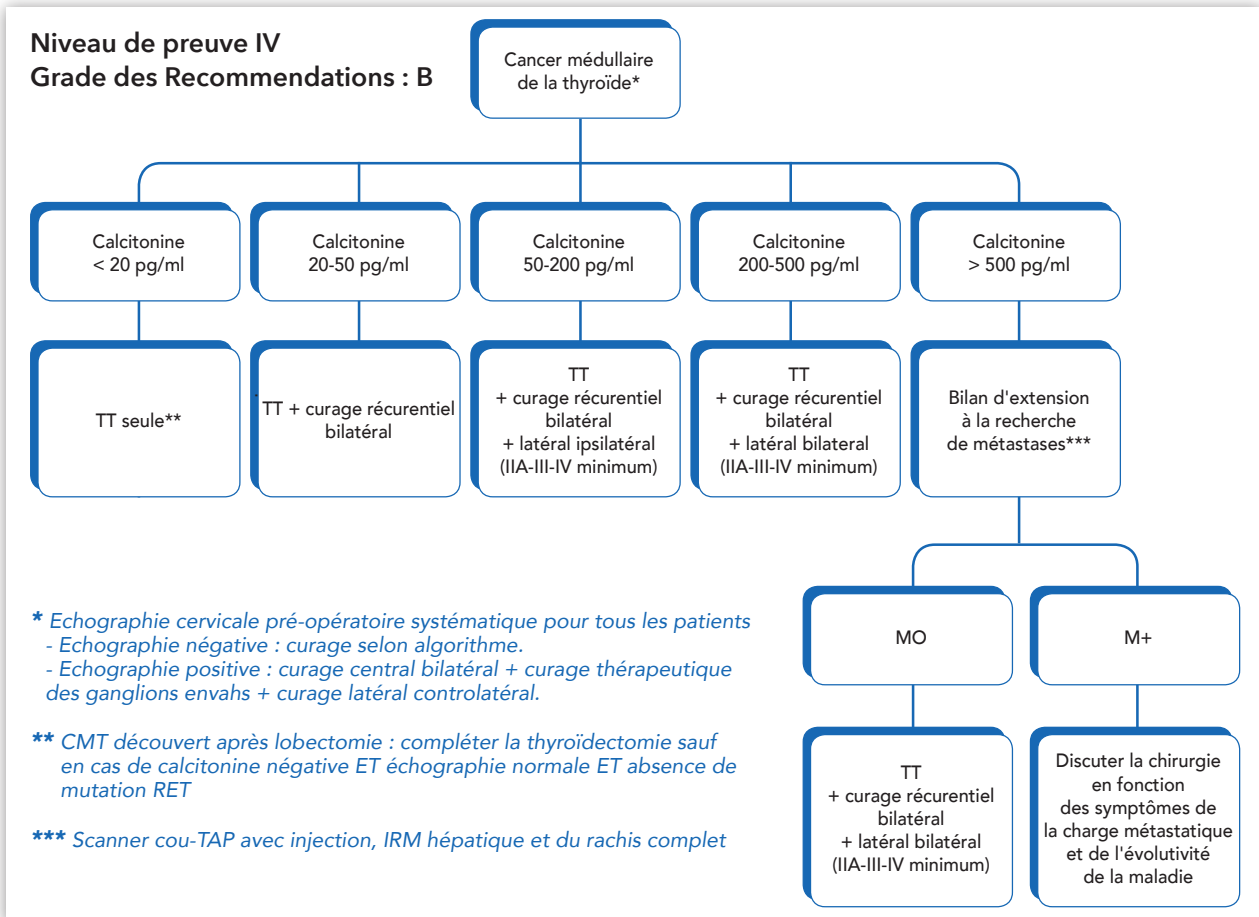 Niveau de preuve IV
Grade des Recommendations : B
Cancer médullaire
de la thyroïde*
Calcitonine
< 20 pg/ml
Calcitonine
20-50 pg/ml
Calcitonine
50-200 pg/ml
Calcitonine
200-500 pg/ml
Calcitonine
> 500 pg/ml
TT seule**
TT + curage récurentiel
bilatéral
TT
+ curage récurentiel
bilatéral
+ latéral ipsilatéral
(IIA-III-IV minimum)
TT
+ curage récurentiel
bilatéral
+ latéral bilateral
(IIA-III-IV minimum)
Bilan d'extension
à la recherche
de métastases***
MO
M+
TT
+ curage récurentiel
bilatéral
+ latéral bilatéral
(IIA-III-IV minimum)
Discuter la chirurgie
en fonction
des symptômes de
la charge métastatique
et de l'évolutivité
de la maladie
* Echographie cervicale pré-opératoire systématique pour tous les patients
- Echographie négative : curage selon algorithme.
- Echographie positive : curage central bilatéral + curage thérapeutique
des ganglions envahs + curage latéral controlatéral.
** CMT découvert après lobectomie : compléter la thyroïdectomie sauf
en cas de calcitonine négative ET échographie normale ET absence de
mutation RET
*** Scanner cou-TAP avec injection, IRM hépatique et du rachis complet